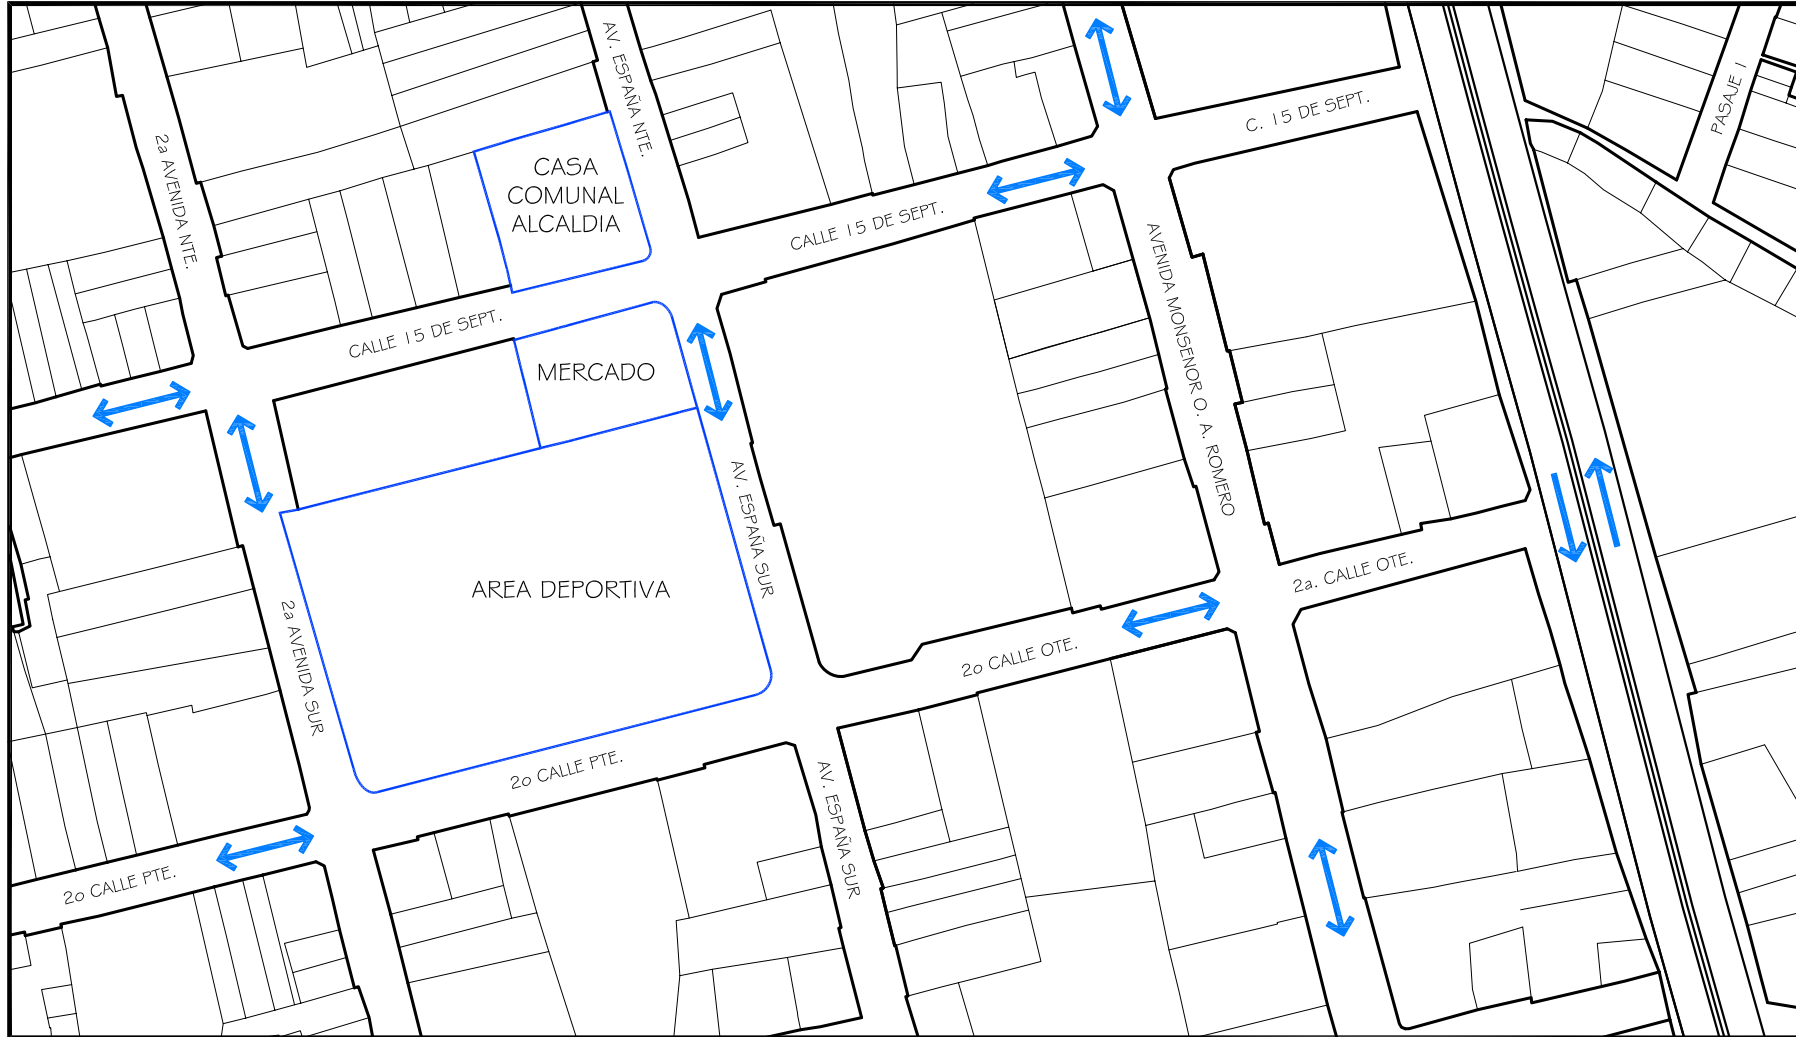 AV. ESPAÑA NTE.
PASAJE 1
C. 15 DE SEPT.
2a AVENIDA NTE.
CASA
COMUNAL
ALCALDIA
CALLE 15 DE SEPT.
CALLE 15 DE SEPT.
MERCADO
AVENIDA MONSENOR O. A. ROMERO
AV. ESPAÑA SUR
AREA DEPORTIVA
2a. CALLE OTE.
2a AVENIDA SUR
2o CALLE OTE.
2o CALLE PTE.
AV. ESPAÑA SUR
2o CALLE PTE.